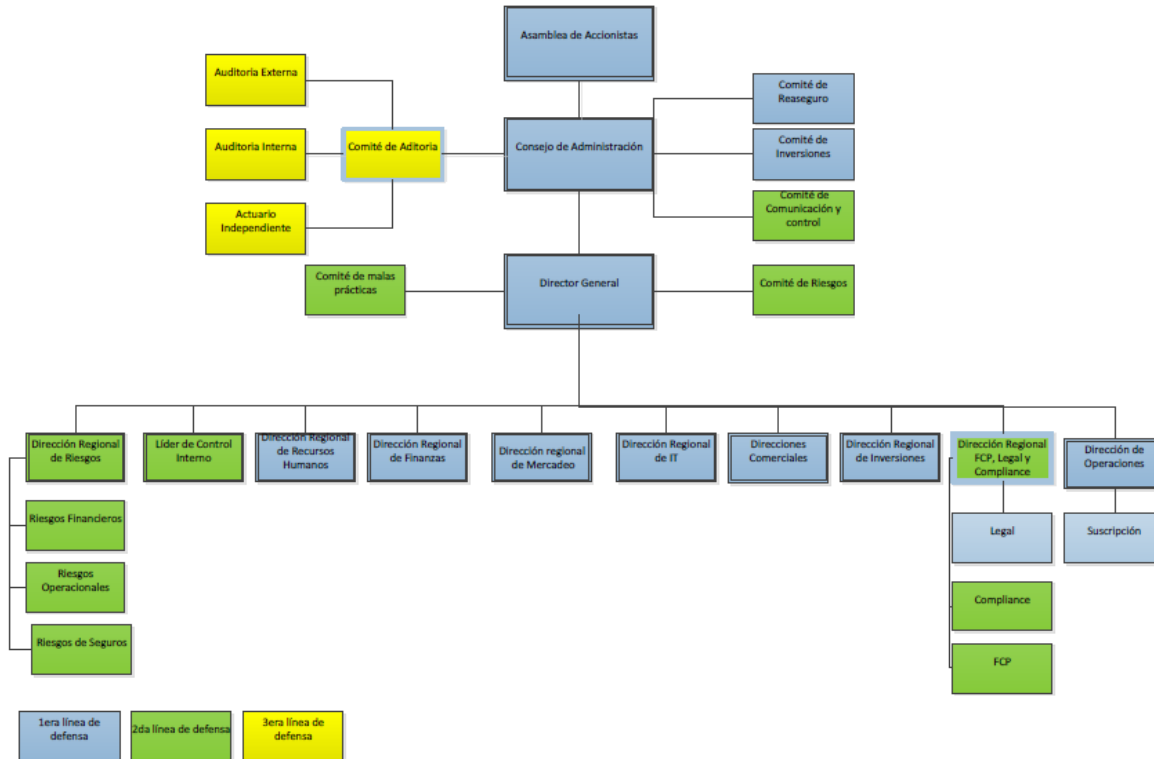 Asamblea de Accionistas
Auditoria Externa
Comité de
Reaseguro
Auditoria Interna
Comité de Aditoria
Consejo de Administración
Comité de
Inversiones
Actuario
Independiente
Comité de
Comunicación y
control
Comité de malas
prácticas
Director General
Comité de Riesgos
Dirección Regional
de Riesgos
Líder de Control
Interno
Dirección Regional
de Recursos
Humanos
Dirección Regional
de Finanzas
Dirección regional
de Mercadeo
Dirección Regional
de IT
Direcciones
Comerciales
Dirección Regional
de Inversiones
Dirección Regional
FCP, Legal y
Compliance
Dirección de
Operaciones
Riesgos Financieros
Legal
Suscripción
Riesgos
Operacionales
Compliance
Riesgos de Seguros
FCP
1era línea de
defensa
2da línea de defensa
3era línea de
defensa